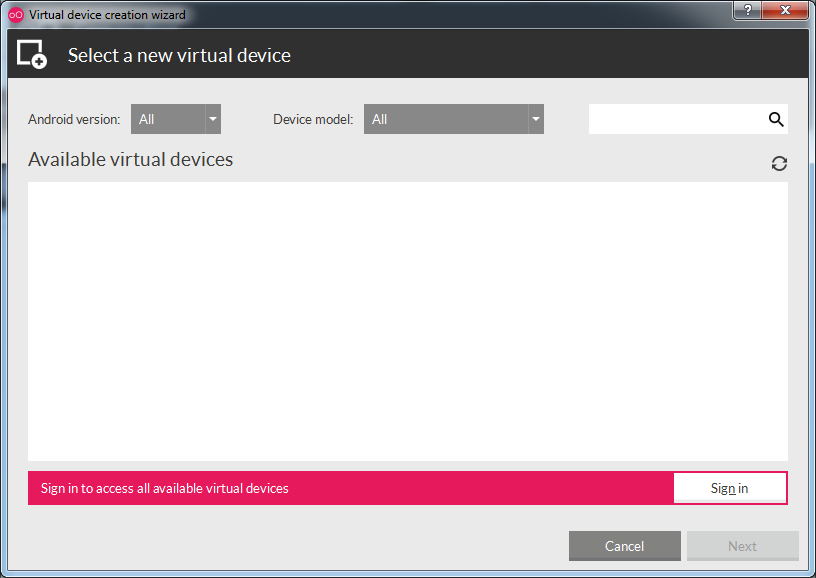 Virtual device creation wizard
?
Select a new virtual device
Android version: All Device model: All
Available virtual devices
Sign in to access all available virtual devices Sign in
Cancel Next